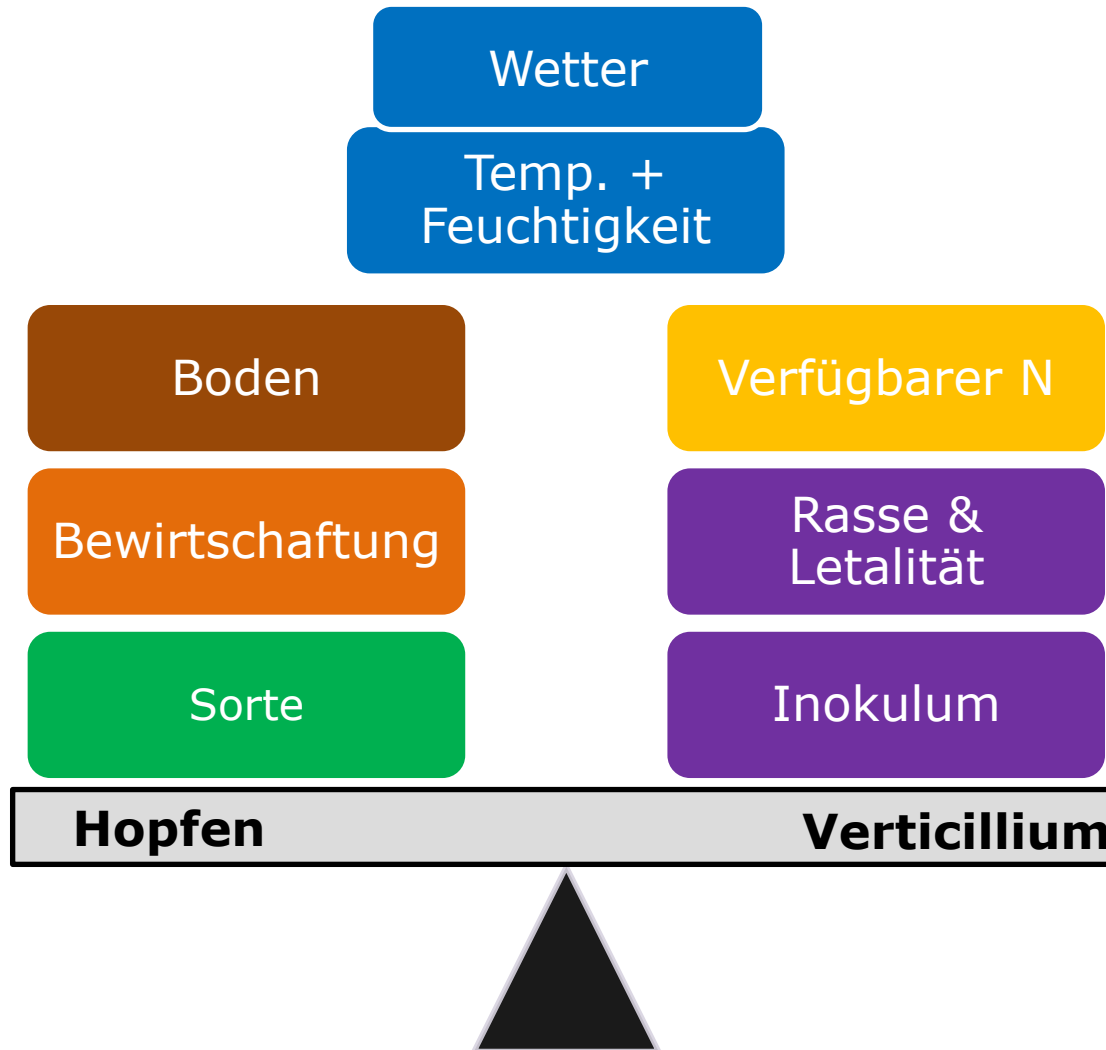 Wetter
Temp. +
Feuchtigkeit
Boden
Verfügbarer N
Bewirtschaftung
Rasse &
Letalität
Sorte
Inokulum
Hopfen
Verticillium